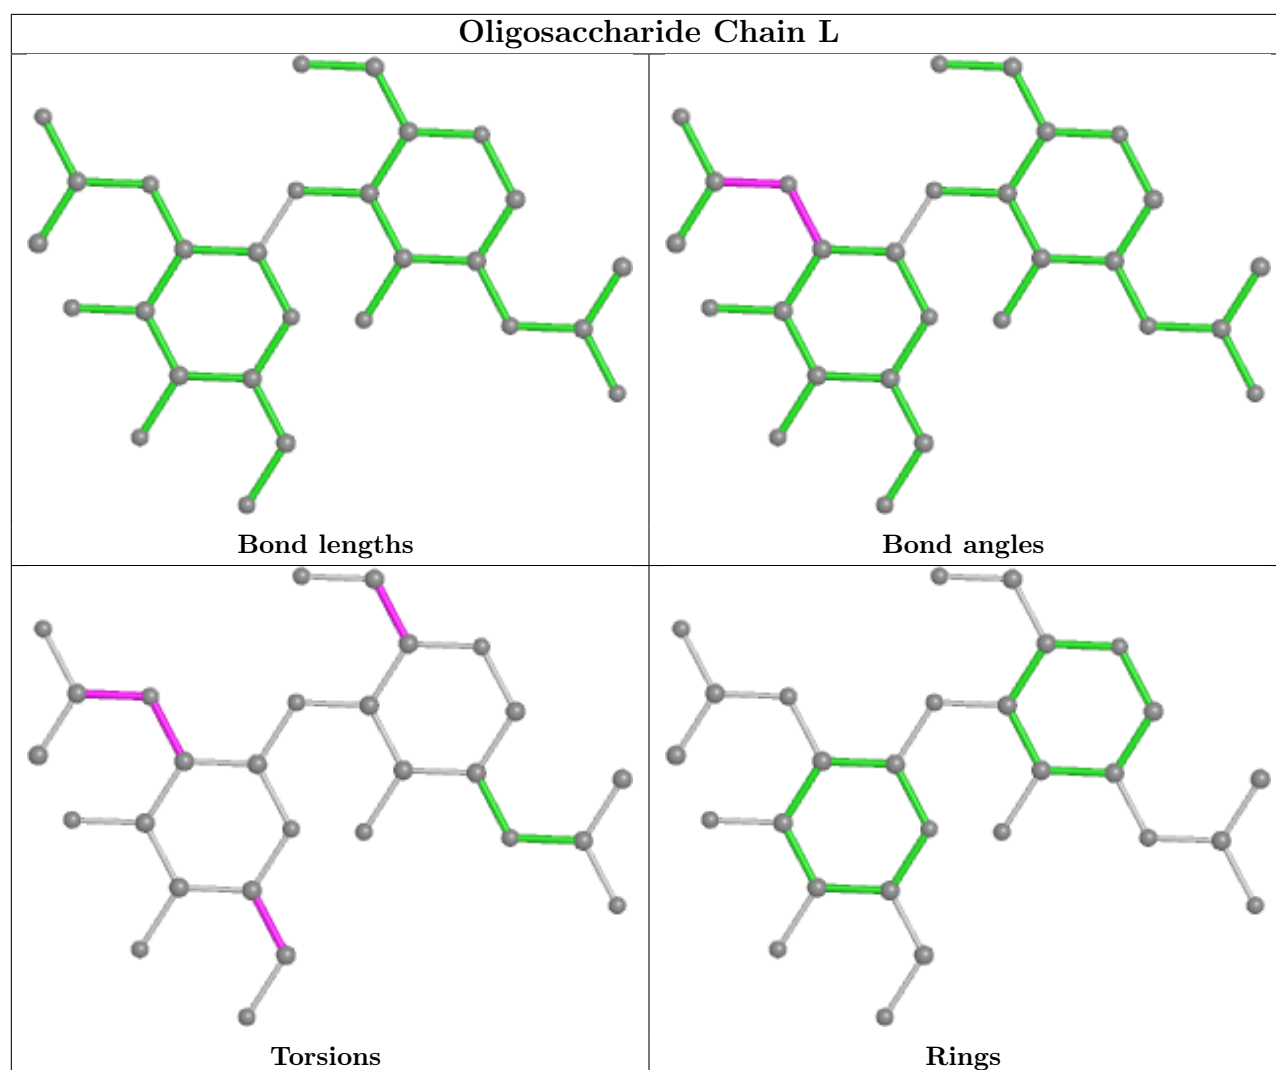 Oligosaccharide Chain L
Bond lengths
Bond angles
Torsions
Rings